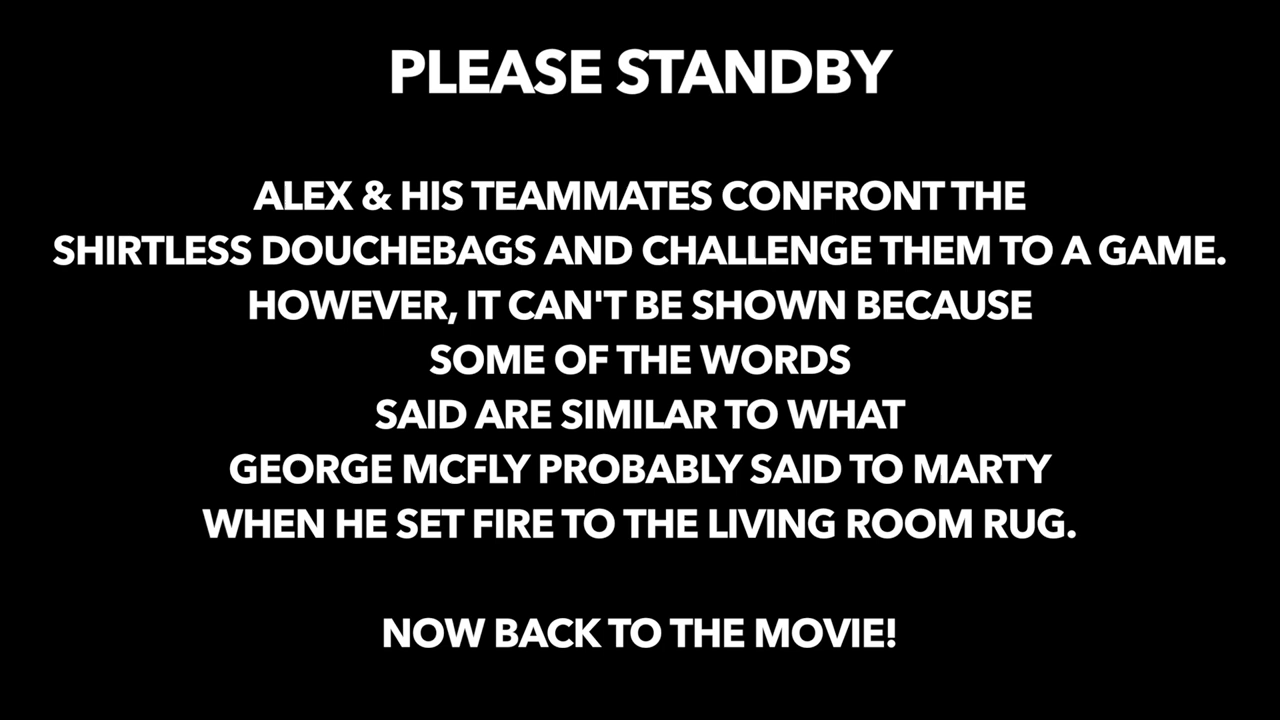 PLEASE STANDBY
ALEX & HIS TEAMMATES CONFRONT THE
SHIRTLESS DOUCHEBAGS AND CHALLENGE THEM TO A GAME.
HOWEVER, IT CAN'T BE SHOWN BECAUSE
SOME OF THE WORDS
SAID ARE SIMILAR TO WHAT
GEORGE MCFLY PROBABLY SAID TO MARTY
WHEN HE SET FIRE TO THE LIVING ROOM RUG.
NOW BACK TO THE MOVIE!